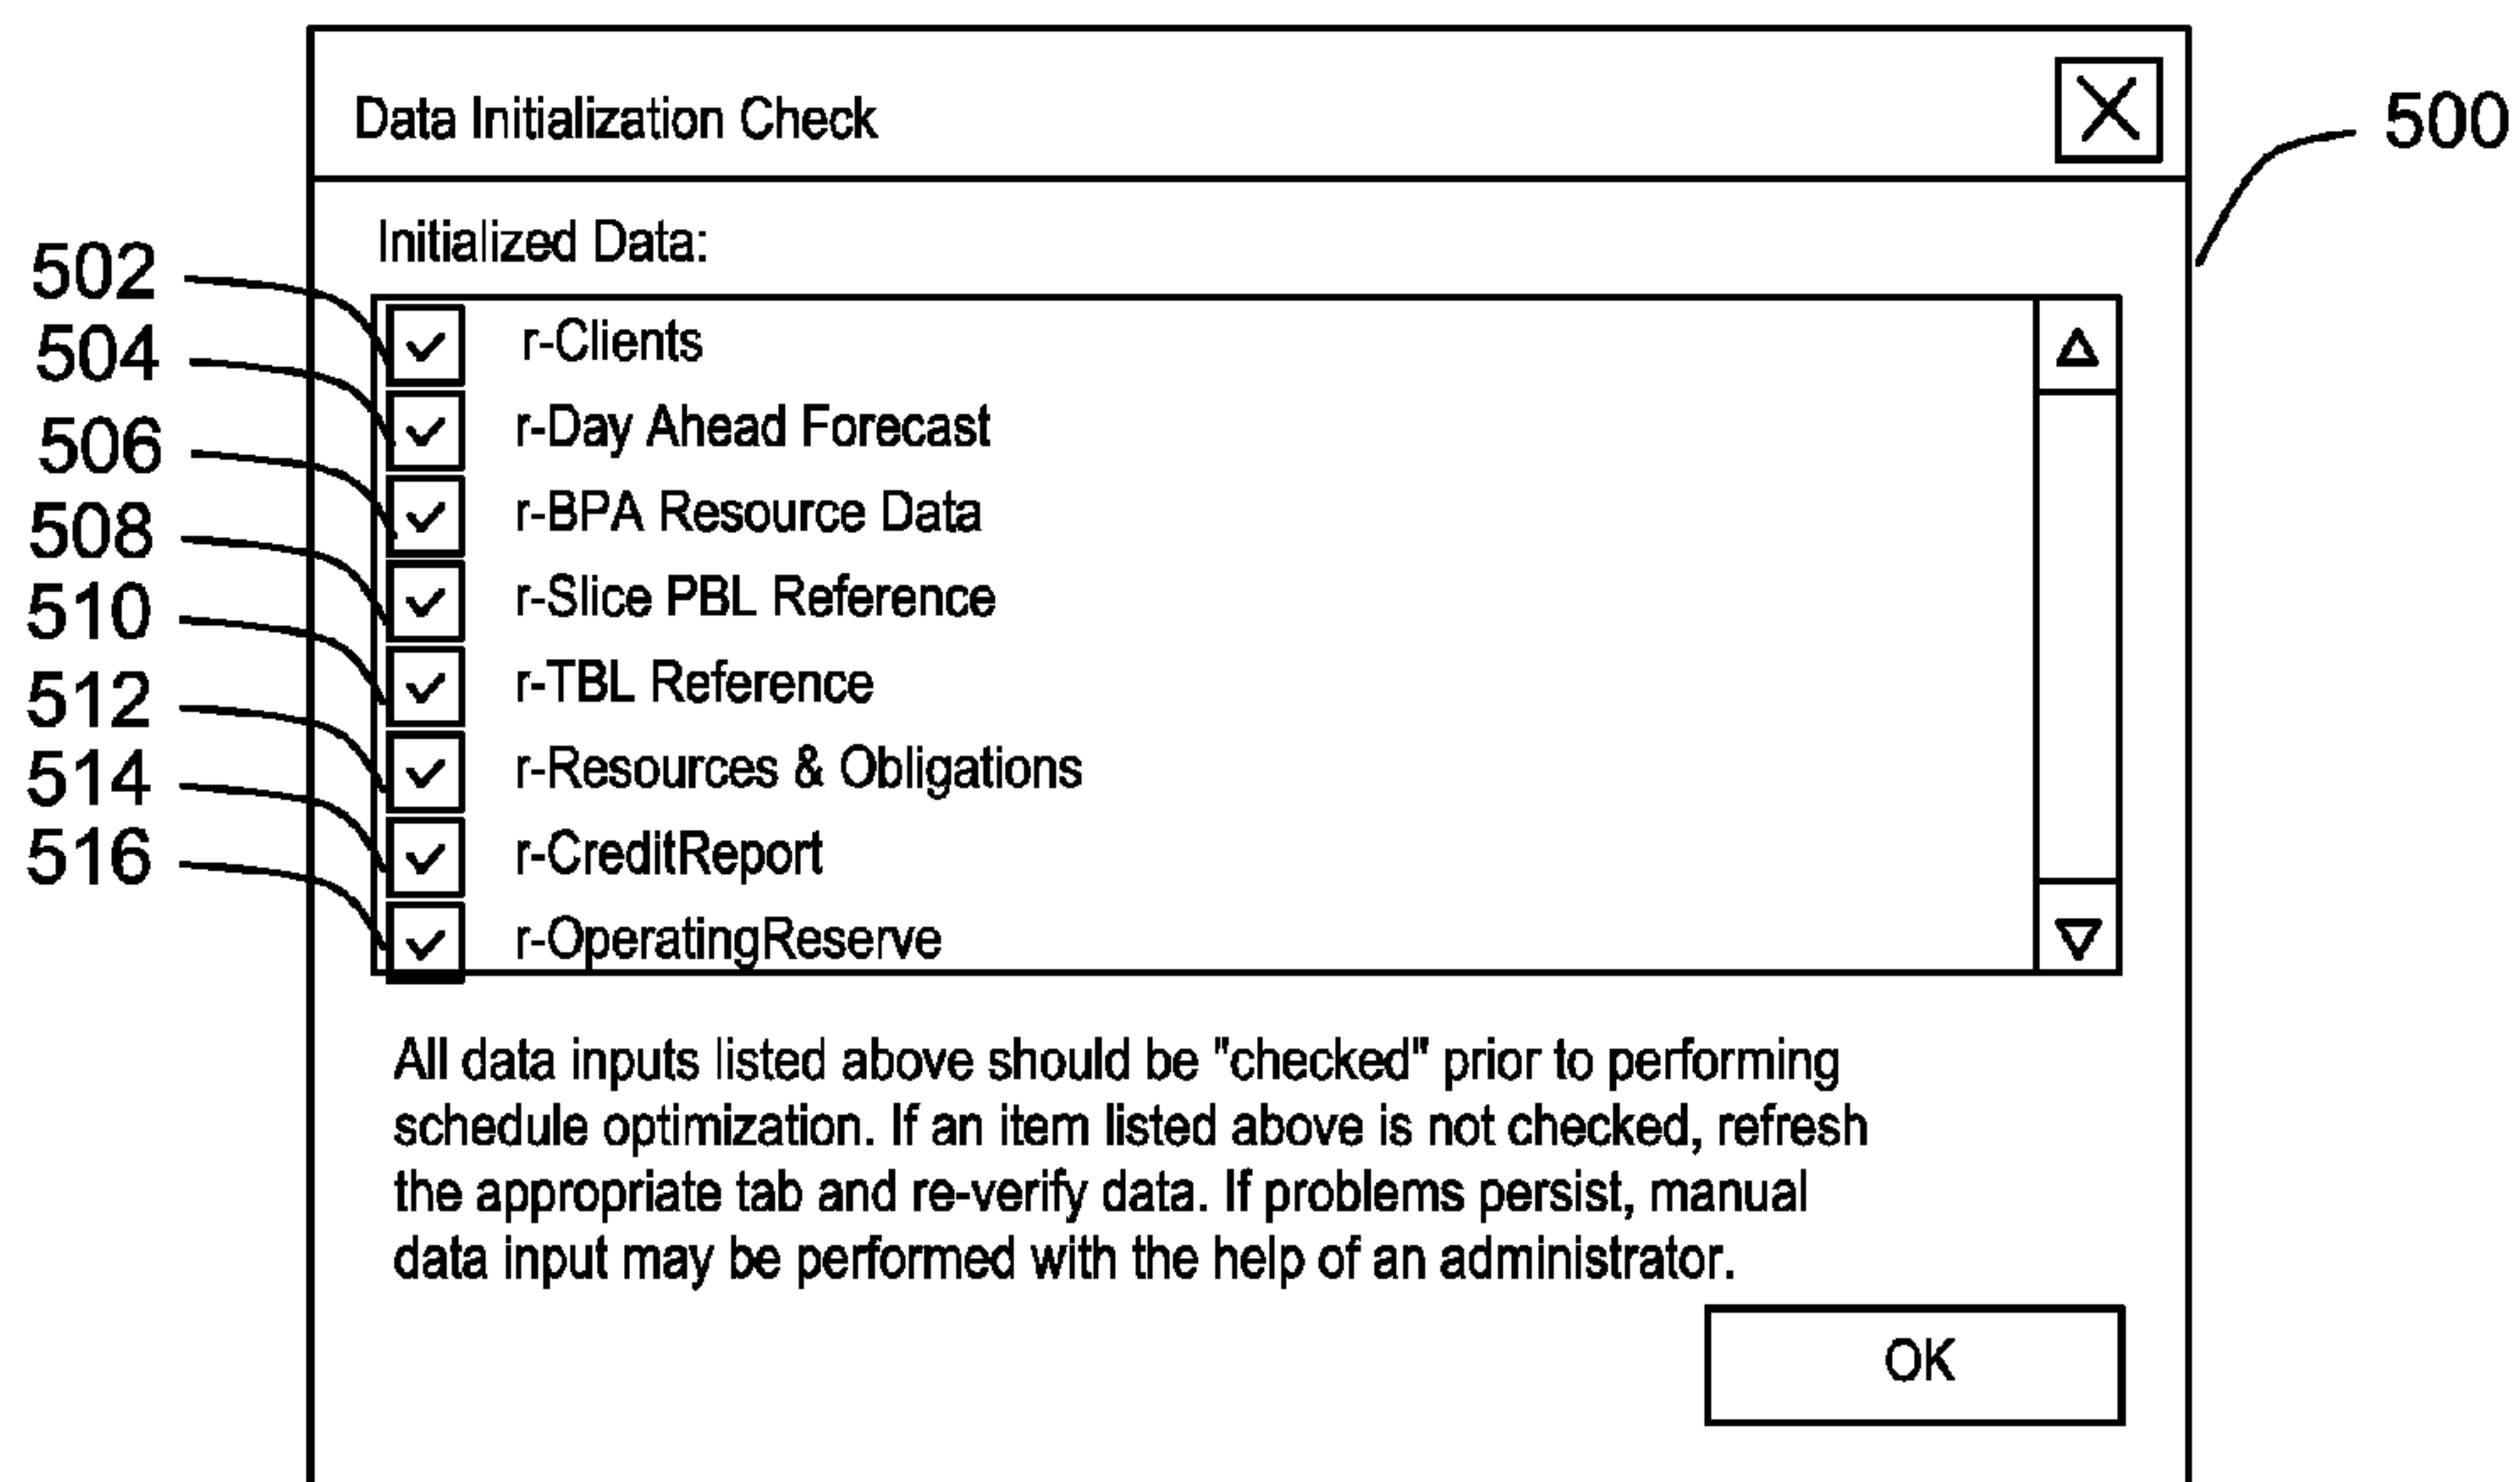 Data Initialization Check
500
Initialized Data:
502
r-Clients
504
r-Day Ahead Forecast
506
r-BPA Resource Data
508
r-Slice PBL Reference
510
r-TBL Reference
512
r-Resources & Obligations
514
r-CreditReport
516
r-OperatingReserve
All data inputs listed above should be "checked" prior to performing
schedule optimization. If an item listed above is not checked, refresh
the appropriate tab and re-verify data. If problems persist, manual
data input may be performed with the help of an administrator.
OK